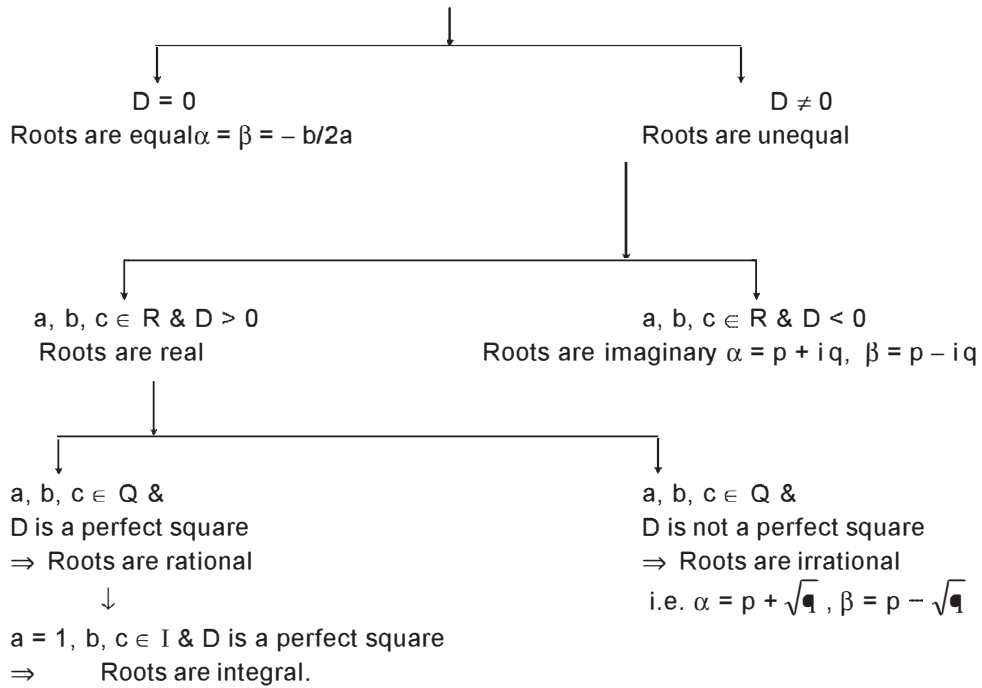 D = 0
Roots are equalα = β = – b/2a
D ≠ 0
Roots are unequal
a, b, c ∈ R & D > 0
Roots are real
a, b, c ∈ R & D < 0
Roots are imaginary α = p + i q, β = p – i q
a, b, c ∈ Q &
D is a perfect square
⇒ Roots are rational
↓
a = 1, b, c ∈ I & D is a perfect square
⇒ Roots are integral.
a, b, c ∈ Q &
D is not a perfect square
⇒ Roots are irrational
i.e. α = p + √q , β = p – √q